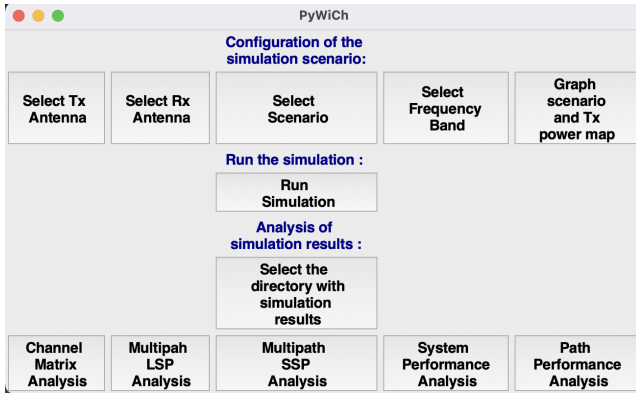 PyWiCh
Configuration of the
simulation scenario:
Select Tx
Antenna
Select Rx
Antenna
Select
Scenario
Select
Frequency
Band
Graph
scenario
and Tx
power map
Run the simulation :
Run
Simulation
Analysis of
simulation results :
Select the
directory with
simulation
results
Channel
Matrix
Analysis
Multipah
LSP
Analysis
Multipath
SSP
Analysis
System
Performance
Analysis
Path
Performance
Analysis